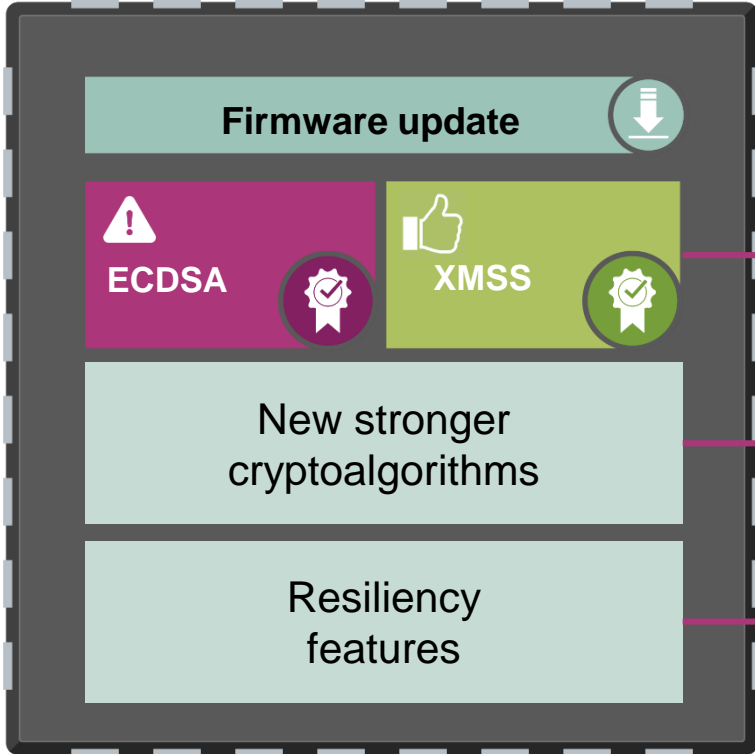 Firmware update
ECDSA
XMSS
New stronger
cryptoalgorithms
Resiliency
features